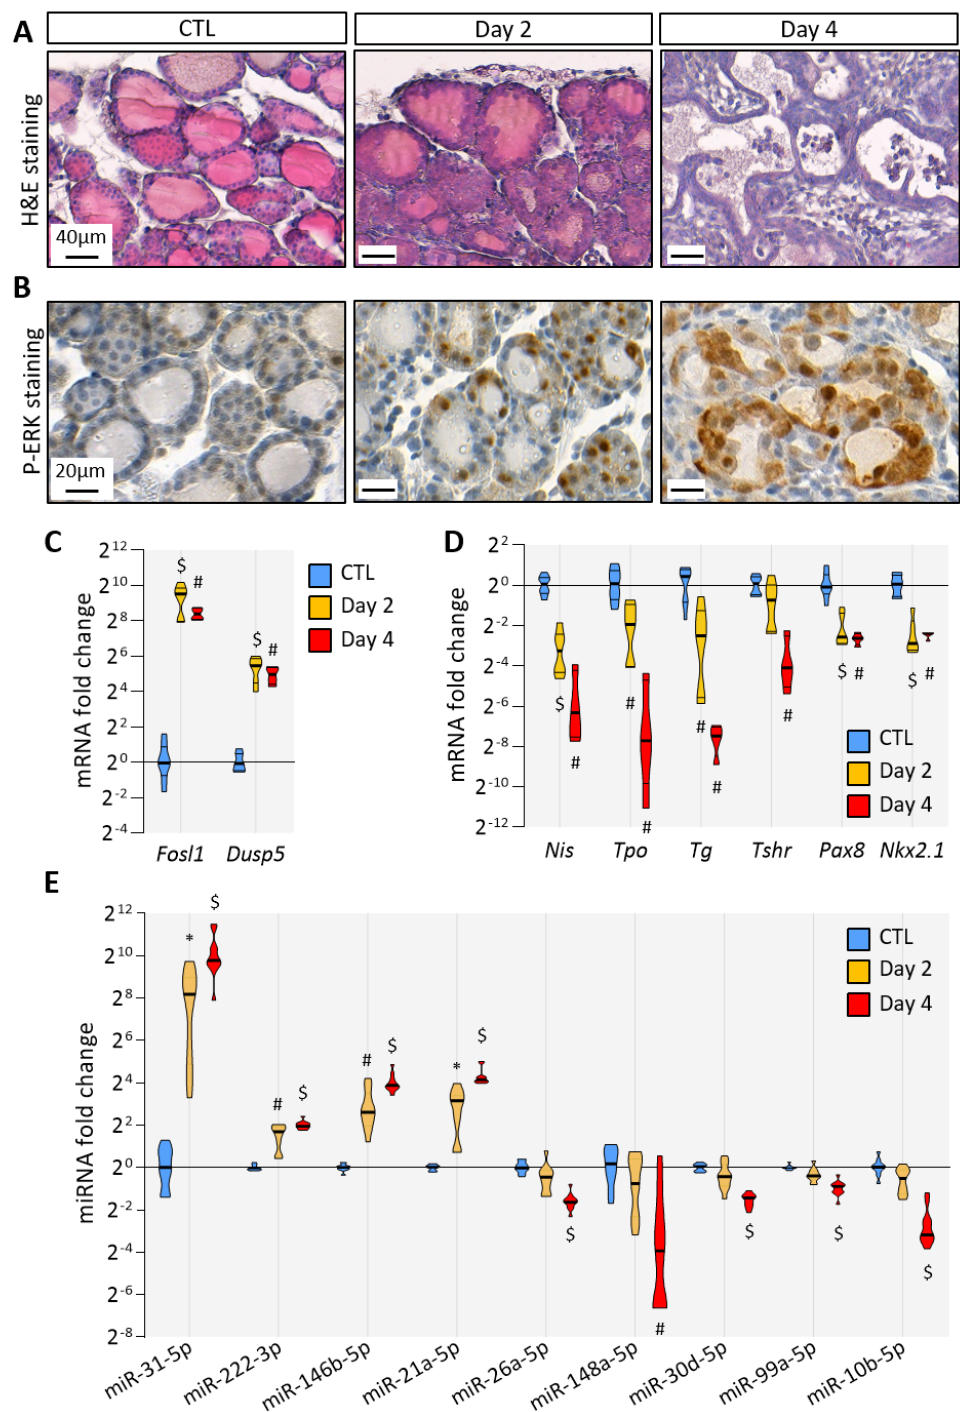 A
CTL
Day 2
Day 4
H&E staining
40µm
B
P-ERK staining
20µm
C
mRNA fold change
2^12
2^10
2^8
2^6
2^4
2^2
2^0
2^-2
2^-4
$
#
$
#
Fosl1
Dusp5
CTL
Day 2
Day 4
D
mRNA fold change
2^2
2^0
2^-2
2^-4
2^-6
2^-8
2^-10
2^-12
$
#
#
#
#
#
#
$
#
$
#
CTL
Day 2
Day 4
Nis
Tpo
Tg
Tshr
Pax8
Nkx2.1
E
miRNA fold change
2^12
2^10
2^8
2^6
2^4
2^2
2^0
2^-2
2^-4
2^-6
2^-8
*
$
#
$
#
$
*
$
$
#
$
$
$
CTL
Day 2
Day 4
miR-31-5p
miR-222-3p
miR-146b-5p
miR-21a-5p
miR-26a-5p
miR-148a-5p
miR-30d-5p
miR-99a-5p
miR-10b-5p